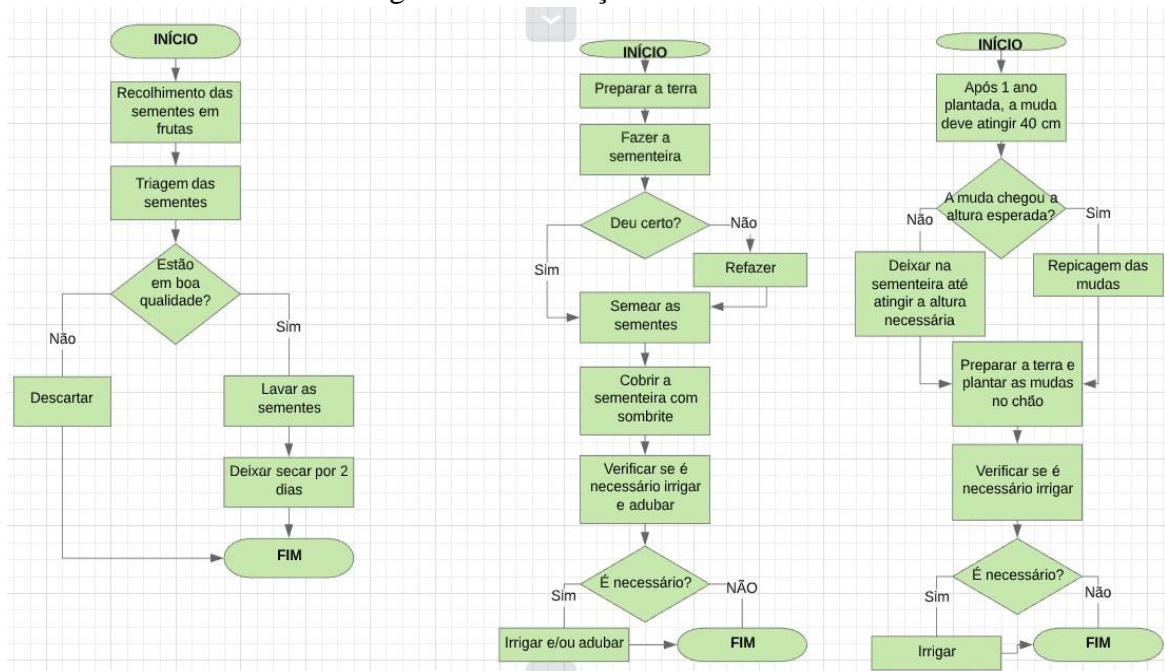 INÍCIO
Recolhimento das
sementes em
frutas
Triagem das
sementes
Estão
em boa
qualidade?
Não
Sim
Descartar
Lavar as
sementes
Deixar secar por 2
dias
FIM
INÍCIO
Preparar a terra
Fazer a
sementeira
Deu certo?
Não
Sim
Refazer
Semear as
sementes
Cobrir a
sementeira com
sombrite
Verificar se é
necessário irrigar
e adubar
É necessário?
Sim
NÃO
Irrigar e/ou adubar
FIM
INÍCIO
Após 1 ano
plantada, a muda
deve atingir 40 cm
A muda chegou a
altura esperada?
Não
Sim
Deixar na
sementeira até
atingir a altura
necessária
Repicagem das
mudas
Preparar a terra e
plantar as mudas
no chão
Verificar se é
necessário irrigar
É necessário?
Sim
Não
Irrigar
FIM